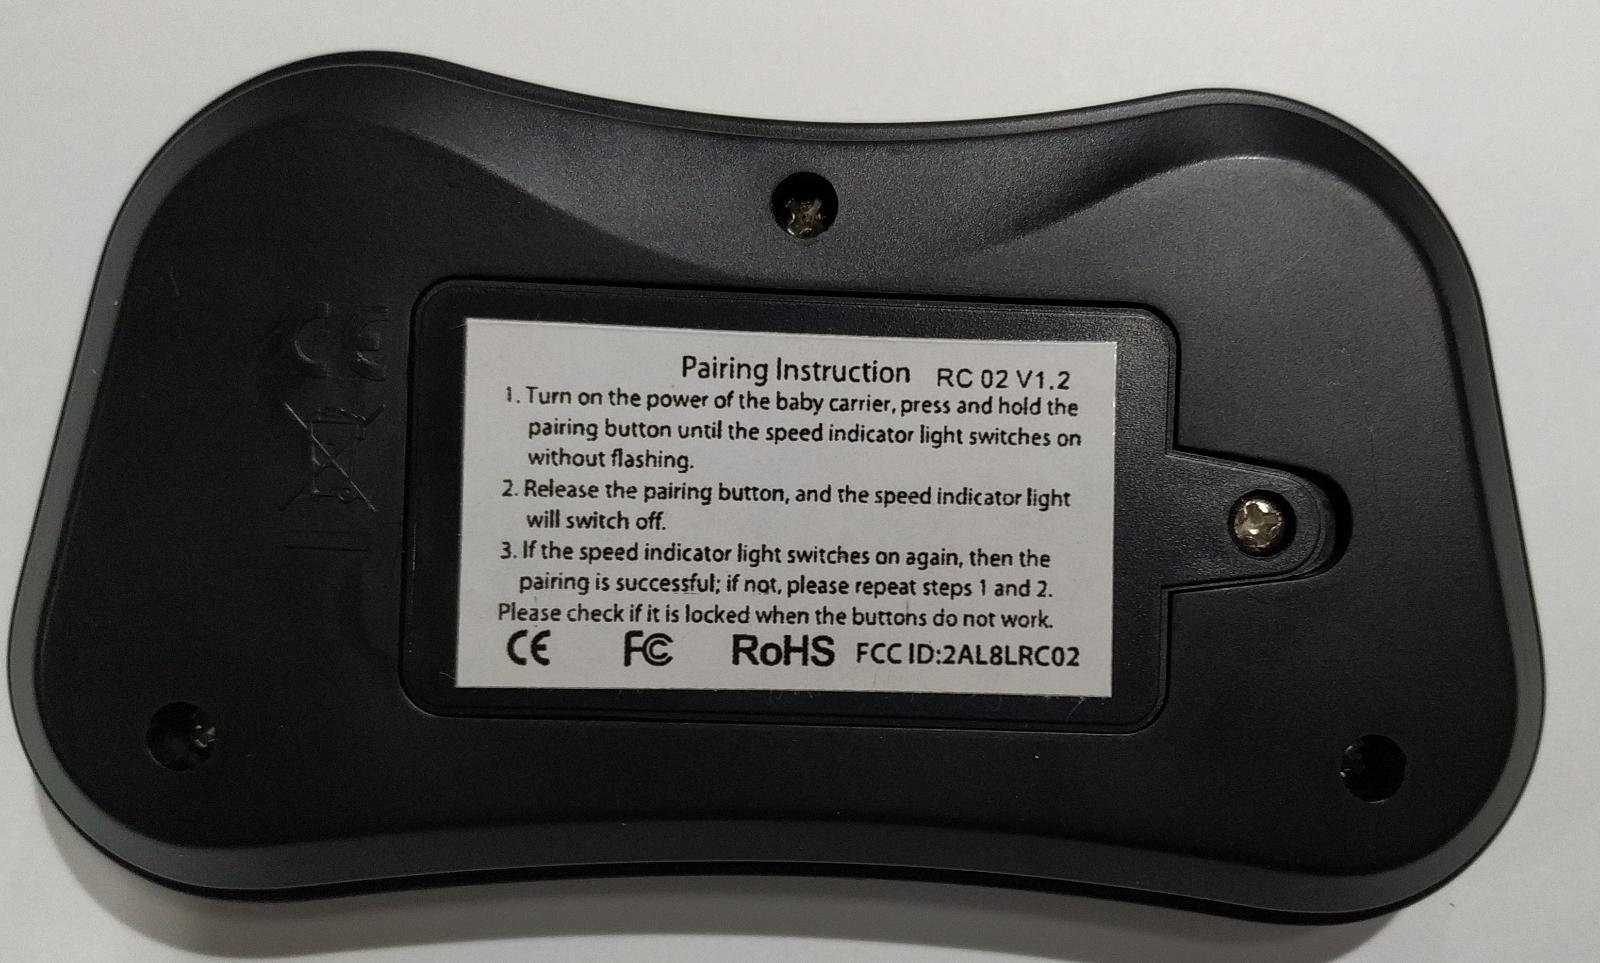 CE
Pairing Instruction RC 02 V1.2
1. Turn on the power of the baby carrier, press and hold the
pairing button until the speed indicator light switches on
without flashing.
2. Release the pairing button, and the speed indicator light
will switch off.
3. If the speed indicator light switches on again, then the
pairing is successful; if not, please repeat steps 1 and 2.
Please check if it is locked when the buttons do not work.
CE FC RoHS FCC ID:2AL8LRC02